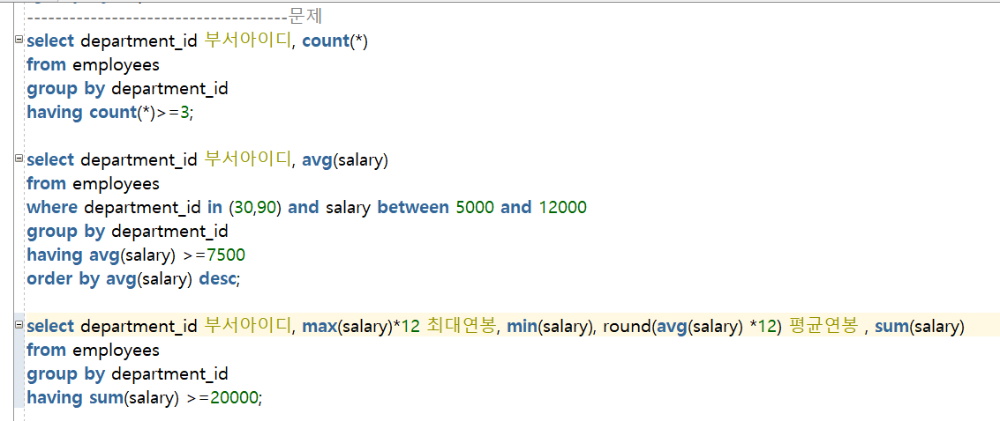 -------------------------------------문제
select department_id 부서아이디, count(*)
from employees
group by department_id
having count(*)>=3;
select department_id 부서아이디, avg(salary)
from employees
where department_id in (30,90) and salary between 5000 and 12000
group by department_id
having avg(salary) >=7500
order by avg(salary) desc;
select department_id 부서아이디, max(salary)*12 최대연봉, min(salary), round(avg(salary) *12) 평균연봉 , sum(salary)
from employees
group by department_id
having sum(salary) >=20000;